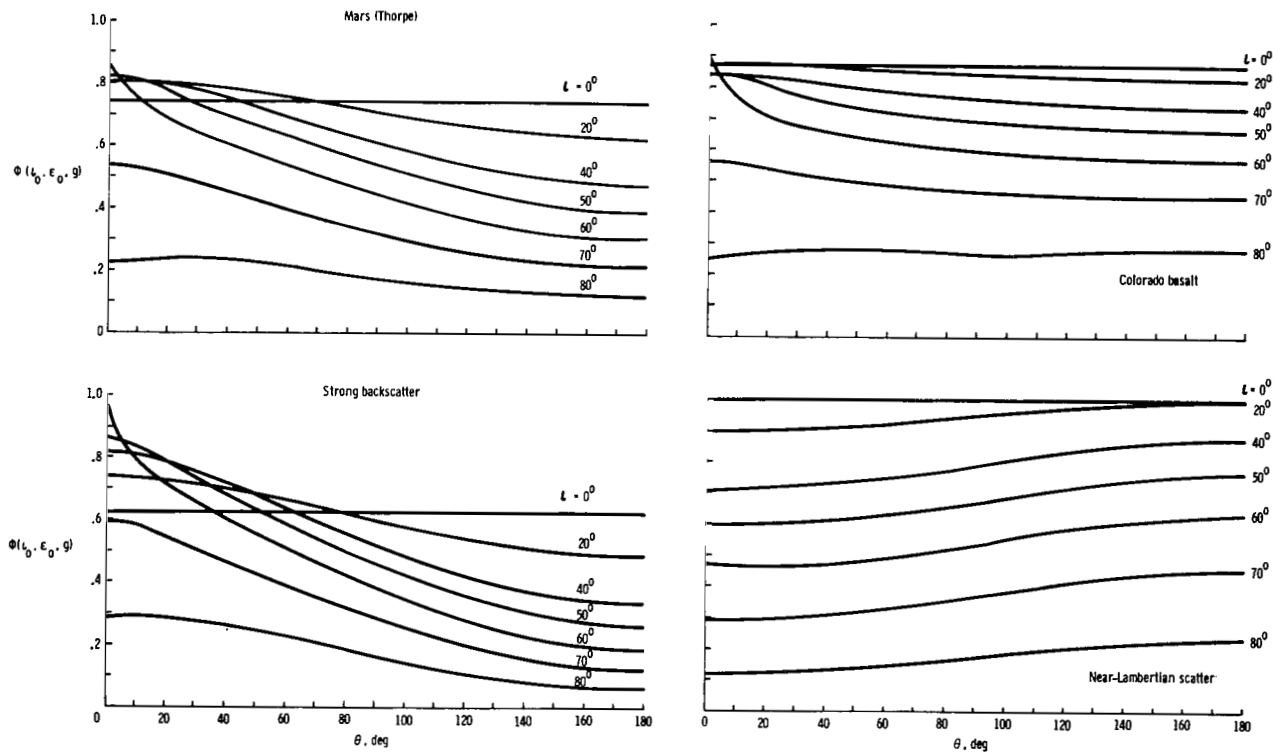 Mars (Thorpe)
1.0
.8
.6
.4
.2
0
Φ (ι₀, ε₀, g)
ι = 0⁰
20⁰
40⁰
50⁰
60⁰
70⁰
80⁰
ι = 0⁰
20⁰
40⁰
50⁰
60⁰
70⁰
80⁰
Colorado basalt
Strong backscatter
1.0
.8
.6
.4
.2
Φ(ι₀, ε₀, g)
ι = 0⁰
20⁰
40⁰
50⁰
60⁰
70⁰
80⁰
0 20 40 60 80 100 120 140 160 180
θ, deg
ι = 0⁰
20⁰
40⁰
50⁰
60⁰
70⁰
80⁰
Near-Lambertian scatter
0 20 40 60 80 100 120 140 160 180
θ, deg